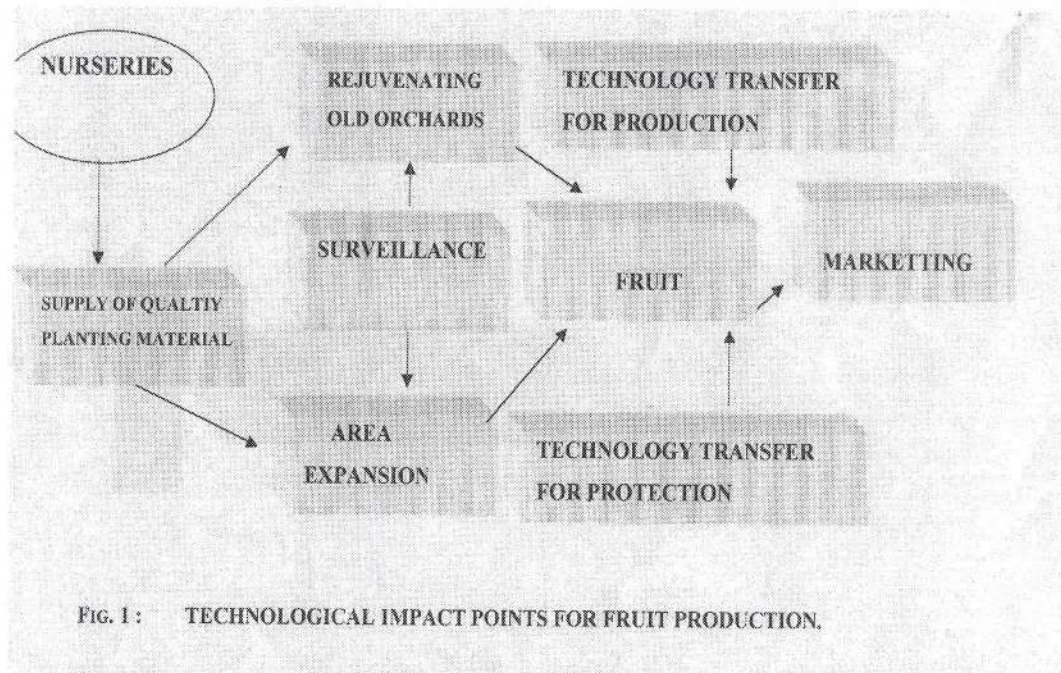 NURSERIES
REJUVENATING
OLD ORCHARDS
TECHNOLOGY TRANSFER
FOR PRODUCTION
SURVEILLANCE
FRUIT
MARKETTING
SUPPLY OF QUALTIY
PLANTING MATERIAL
AREA
EXPANSION
TECHNOLOGY TRANSFER
FOR PROTECTION
FIG. 1 : TECHNOLOGICAL IMPACT POINTS FOR FRUIT PRODUCTION.